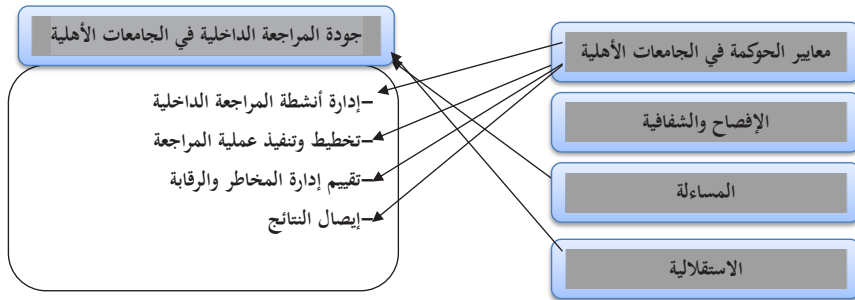 معايير الحوكمة في الجامعات الأهلية
الإفصاح والشفافية
المساءلة
الاستقلالية
جودة المراجعة الداخلية في الجامعات الأهلية
-إدارة أنشطة المراجعة الداخلية
-تخطيط وتنفيذ عملية المراجعة
-تقييم إدارة المخاطر والرقابة
-إيصال النتائج